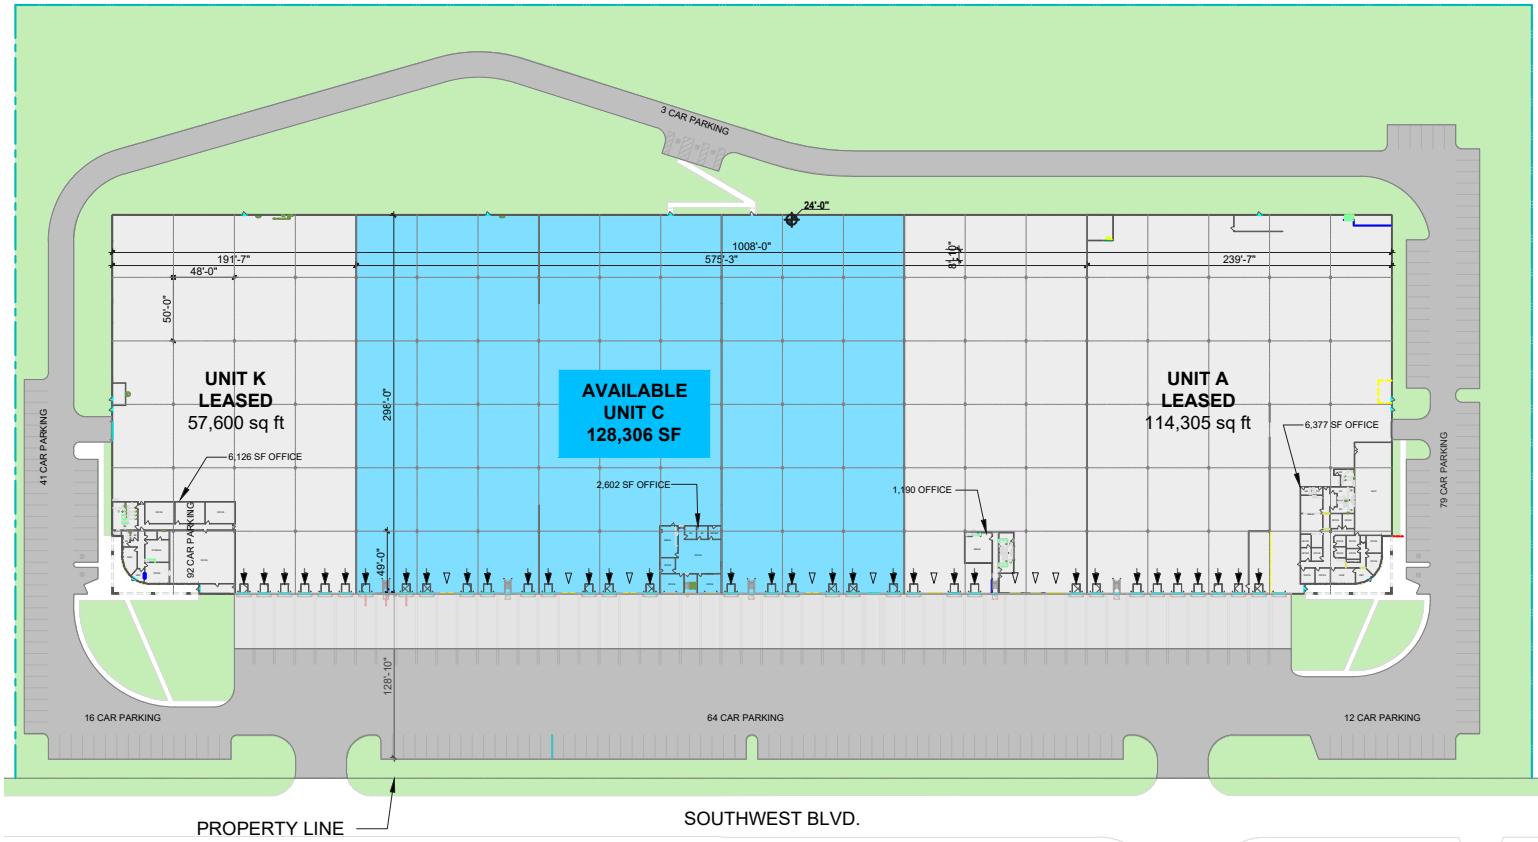 3 CAR PARKING
24'-0"
1008'-0"
8'-10"
191'-7"
575'-3"
239'-7"
48'-0"
50'-0"
298'-0"
UNIT K
LEASED
57,600 sq ft
AVAILABLE
UNIT C
128,306 SF
UNIT A
LEASED
114,305 sq ft
41 CAR PARKING
6,126 SF OFFICE
2,602 SF OFFICE
1,190 OFFICE
6,377 SF OFFICE
79 CAR PARKING
92 CAR PARKING
49'-0"
128'-10"
16 CAR PARKING
64 CAR PARKING
12 CAR PARKING
PROPERTY LINE
SOUTHWEST BLVD.